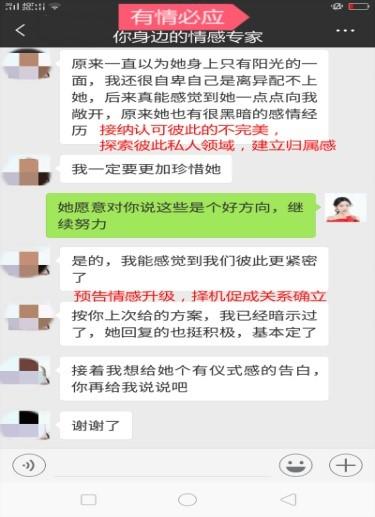 有情必应
你身边的情感专家
原来一直以为她身上只有阳光的一
面，我还很自卑自己是离异配不上
她，后来真能感觉到她一点点向我
敞开，原来她也有很黑暗的感情经
历
接纳认可彼此的不完美，
探索彼此私人领域，建立归属感
我一定要更加珍惜她
她愿意对你说这些是个好方向，继
续努力
是的，我能感觉到我们彼此更紧密
了
预告情感升级，择机促成关系确立
按你上次给的方案，我已经暗示过
了，她回复的也挺积极，基本定了
接着我想给她个有仪式感的告白，
你再给我说说吧
谢谢了